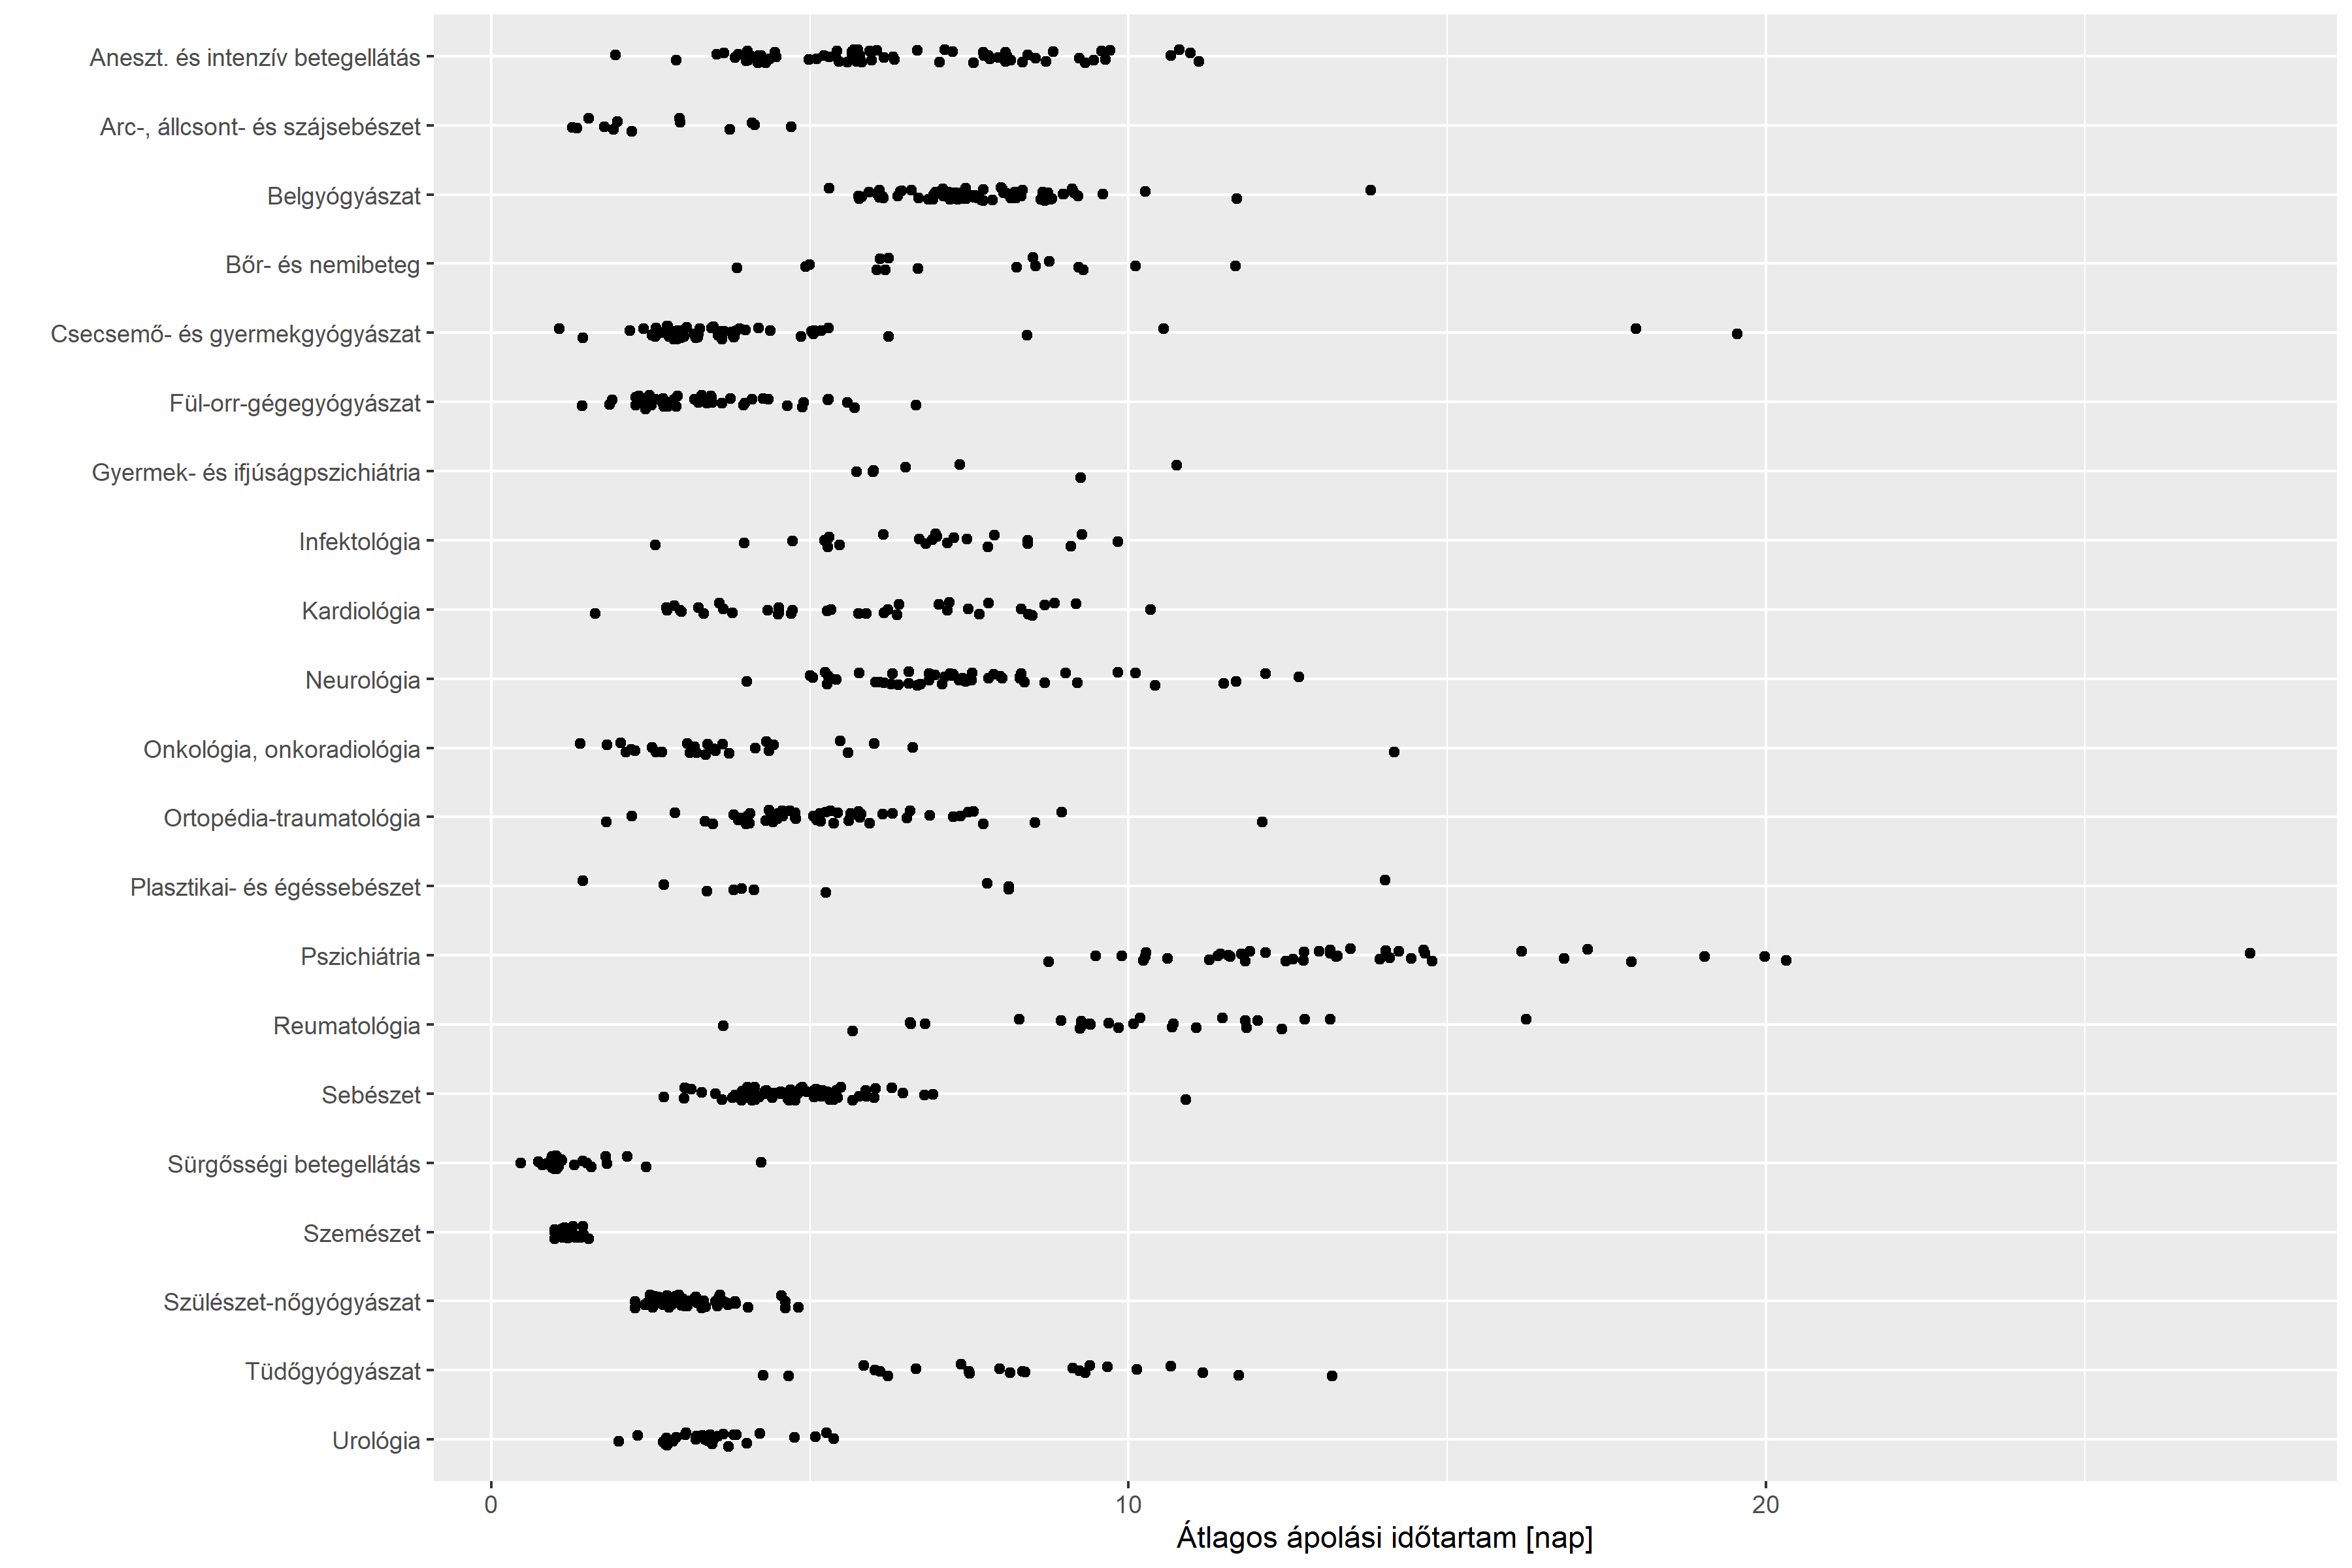 Aneszt. és intenzív betegellátás
Arc-, állcsont- és szájsebészet
Belgyógyászat
Bőr- és nemibeteg
Csecsemő- és gyermekgyógyászat
Fül-orr-gégegyógyászat
Gyermek- és ifjúságpszichiátria
Infektológia
Kardiológia
Neurológia
Onkológia, onkoradiológia
Ortopédia-traumatológia
Plasztikai- és égéssebészet
Pszichiátria
Reumatológia
Sebészet
Sürgősségi betegellátás
Szemészet
Szülészet-nőgyógyászat
Tüdőgyógyászat
Urológia
0 10 20
Átlagos ápolási időtartam [nap]